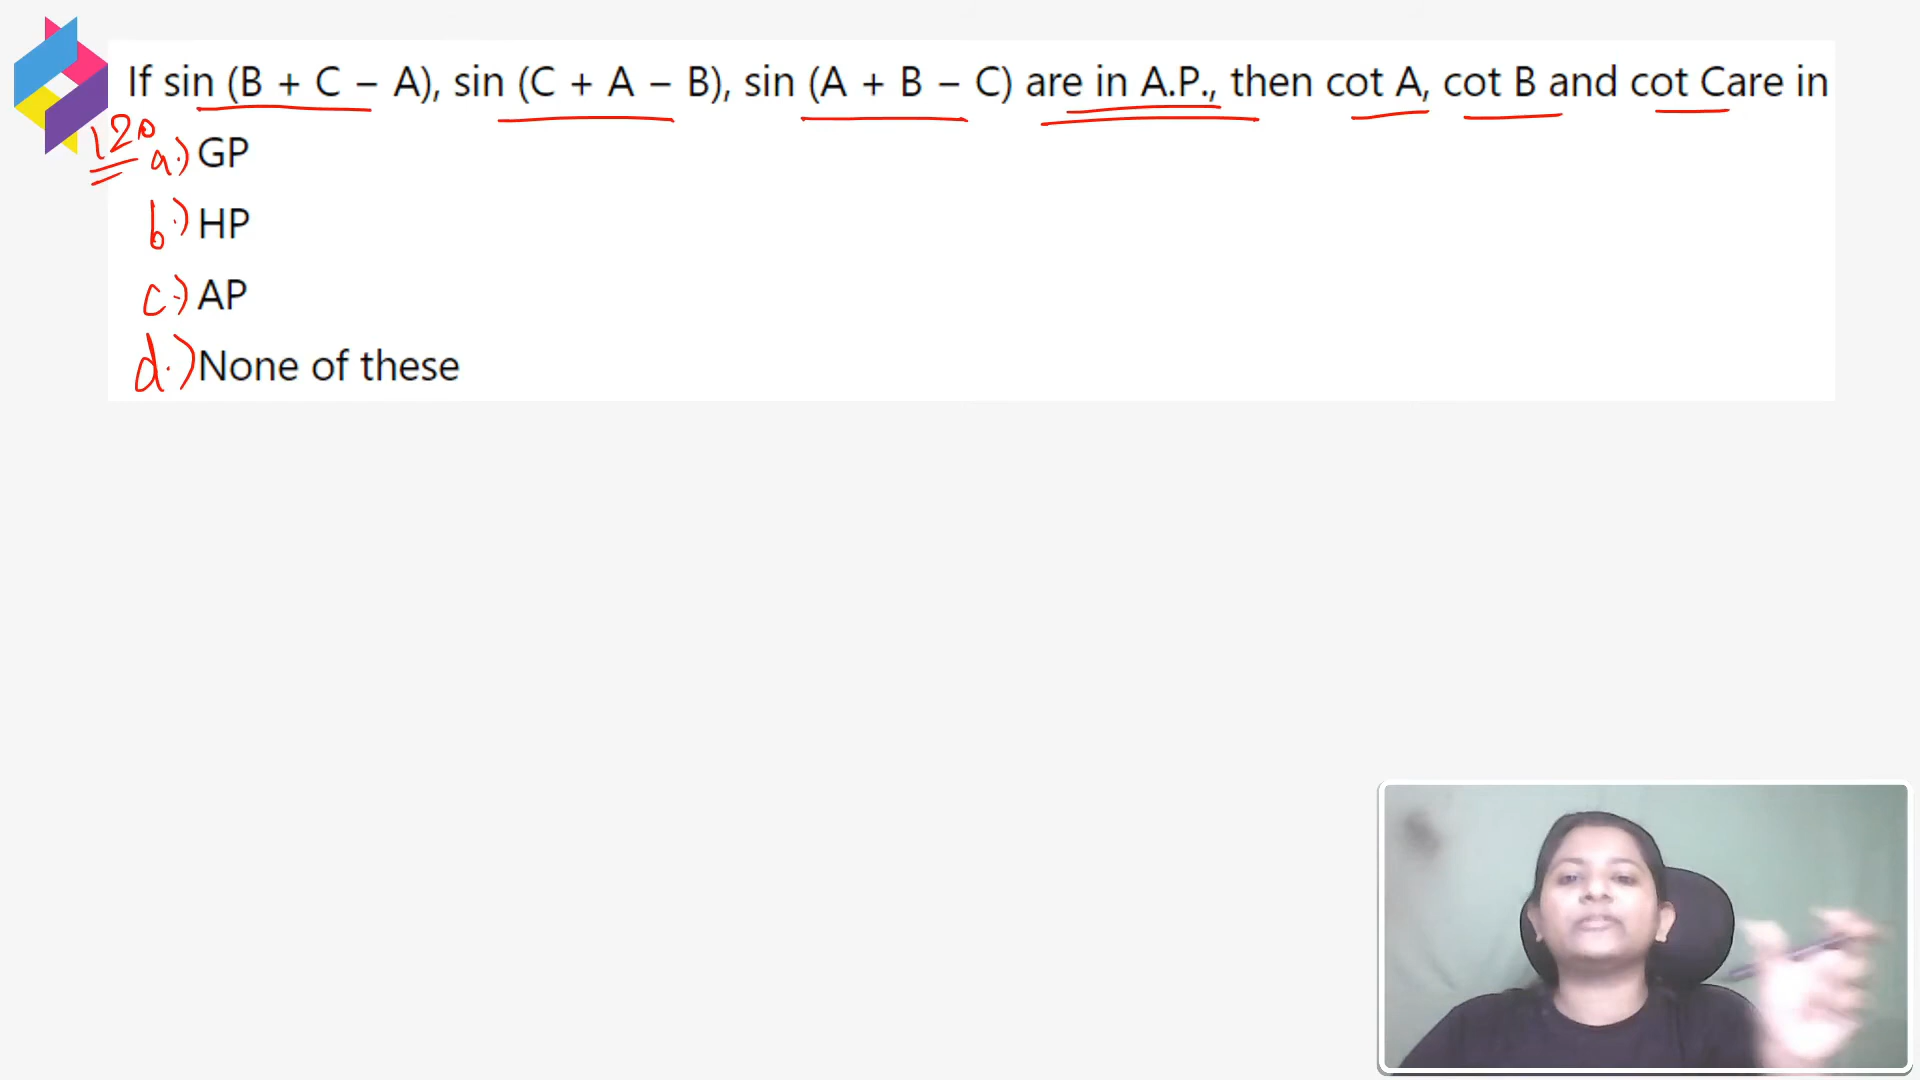 If sin (B + C − A), sin (C + A − B), sin (A + B − C) are in A.P., then cot A, cot B and cot Care in
120
a.) GP
b.) HP
c.) AP
d.) None of these